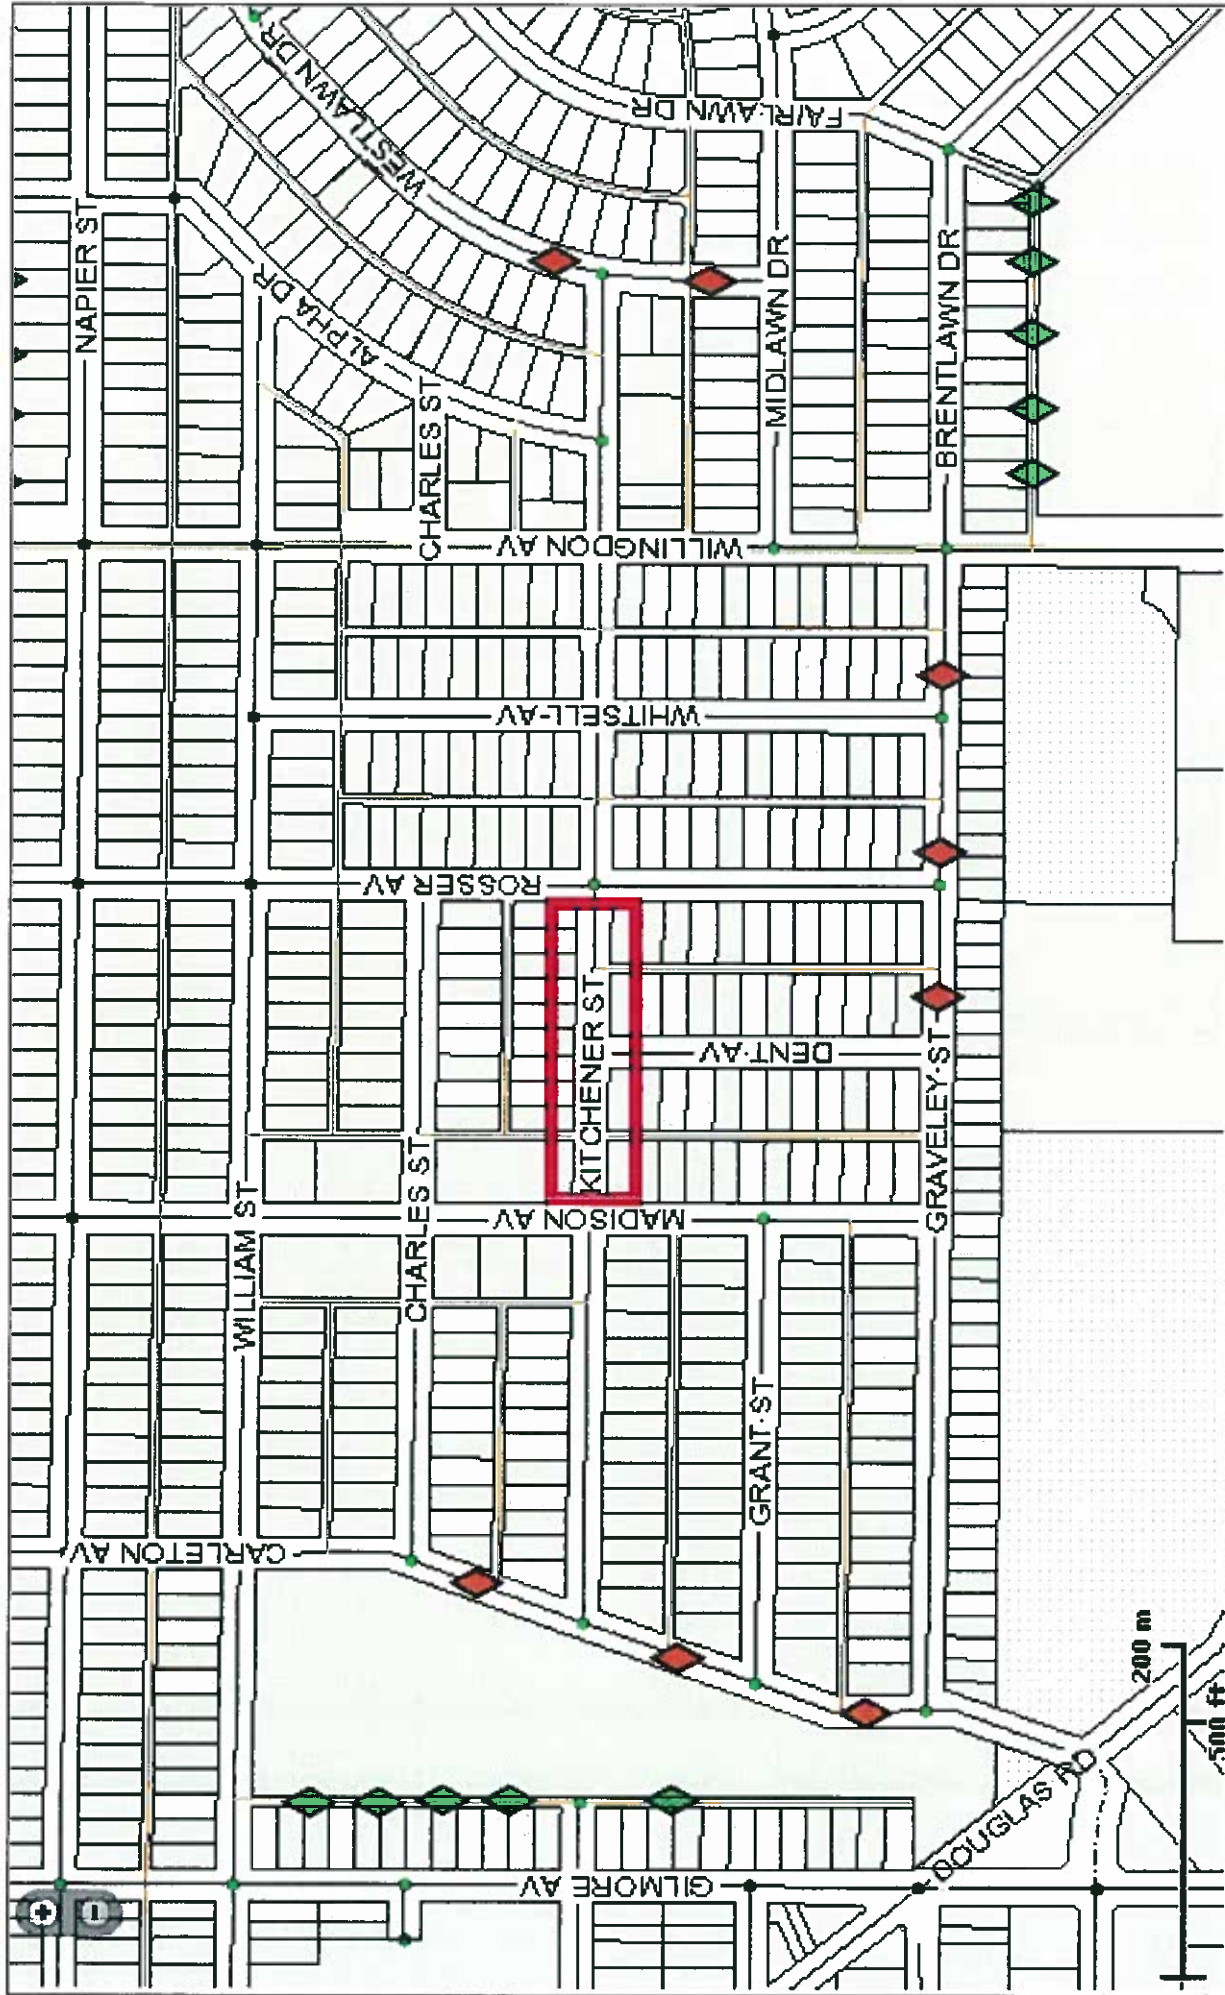 NAPIER ST
WESTLAWN DR
FAIRLAWN DR
ALPHA DR
MIDLAWN DR
BRENTLAWN DR
CHARLES ST
WILLINGDON AV
WHITSELL-AV
ROSSER AV
KITCHENER ST
DENT-AV
GRAVELEY-ST
MADISON AV
CHARLES ST
WILLIAM ST
GRANT-ST
CARLETON AV
DOUGLAS RD
GILMORE AV
+
200 m
500 ft